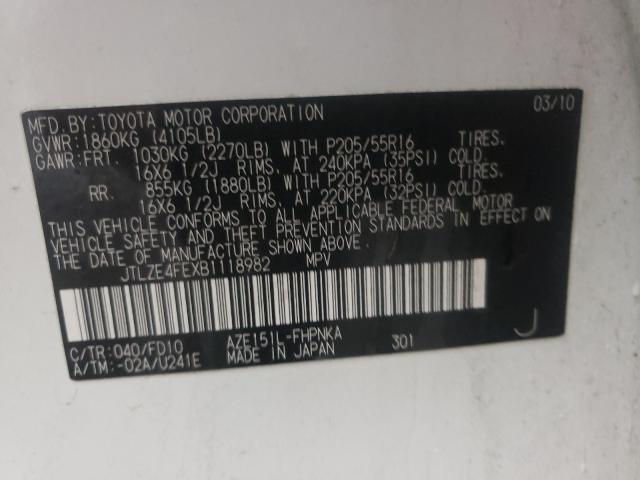 MFD.BY:TOYOTA MOTOR CORPORATION 03/10
GVWR:1860KG (4105LB)
GAWR:FRT. 1030KG (2270LB) WITH P205/55R16 TIRES.
16X6 1/2J RIMS, AT 240KPA (35PSI) COLD.
RR. 855KG (1880LB) WITH P205/55R16 TIRES.
16X6 1/2J RIMS, AT 220KPA (32PSI) COLD.
THIS VEHICLE CONFORMS TO ALL APPLICABLE FEDERAL MOTOR
VEHICLE SAFETY AND THEFT PREVENTION STANDARDS IN EFFECT ON
THE DATE OF MANUFACTURE SHOWN ABOVE.
JTLZE4FEXB1118982 MPV
C/TR:040/FD10 AZE151L-FHPNKA 301 J
A/TM:-02A/U241E MADE IN JAPAN